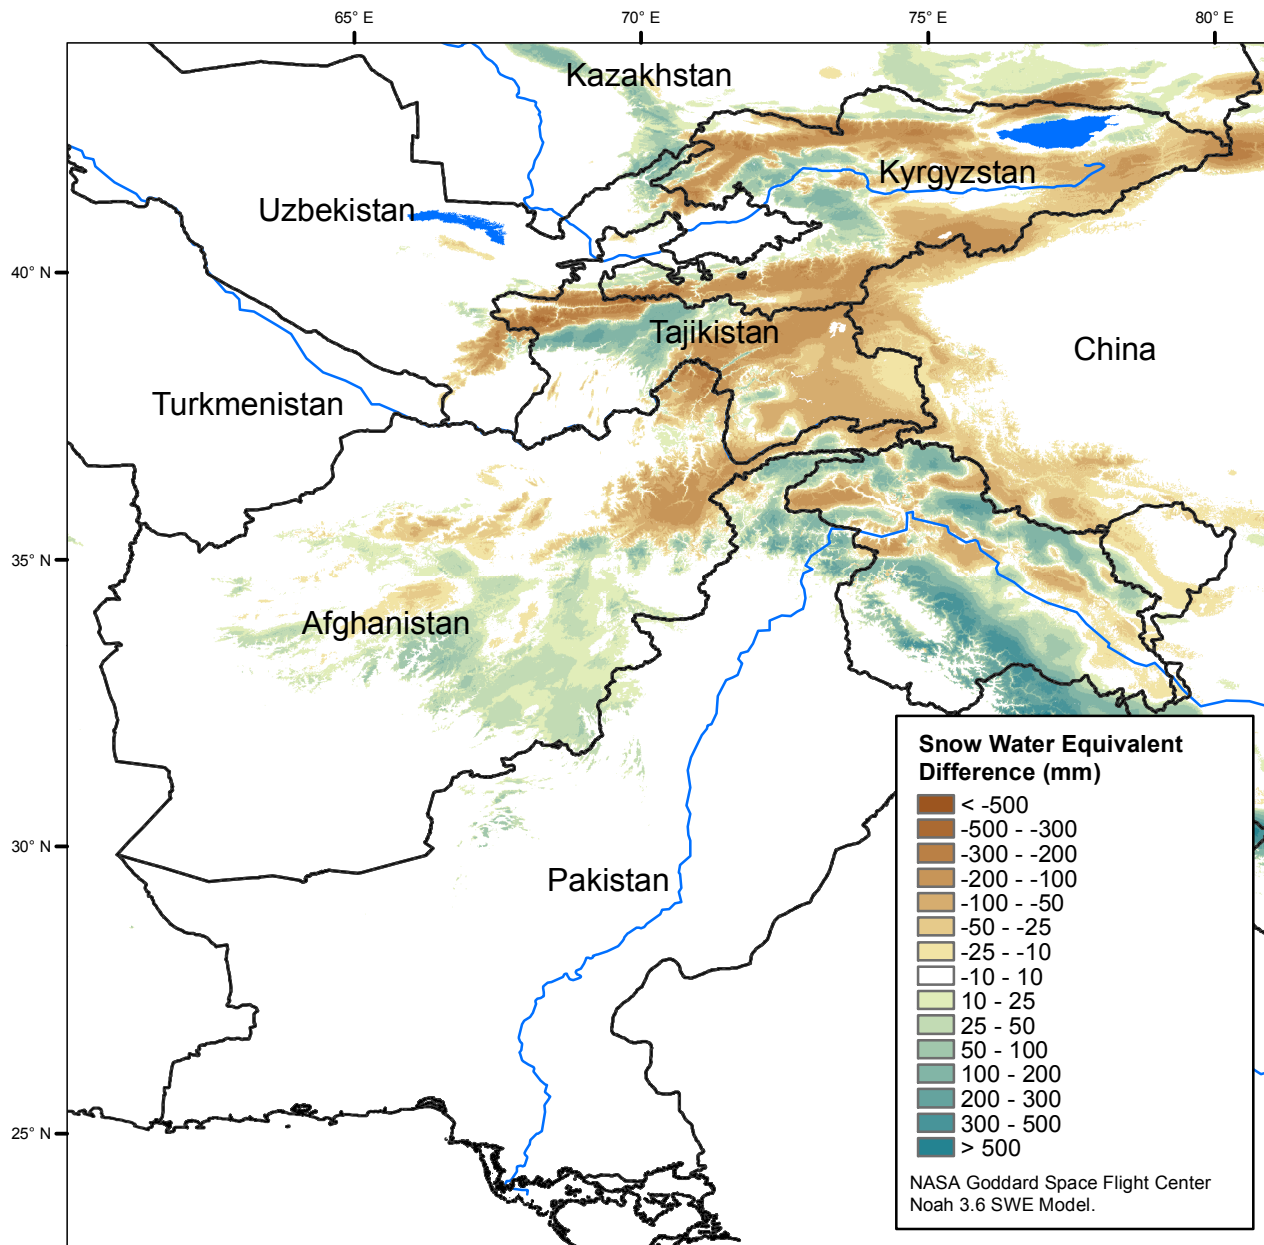 65° E
70° E
75° E
80° E
Kazakhstan
Kyrgyzstan
Uzbekistan
40° N
Tajikistan
China
Turkmenistan
35° N
Afghanistan
Snow Water Equivalent
Difference (mm)
< -500
-500 - -300
-300 - -200
-200 - -100
-100 - -50
-50 - -25
-25 - -10
-10 - 10
10 - 25
25 - 50
50 - 100
100 - 200
200 - 300
300 - 500
> 500
NASA Goddard Space Flight Center
Noah 3.6 SWE Model.
30° N
Pakistan
25° N